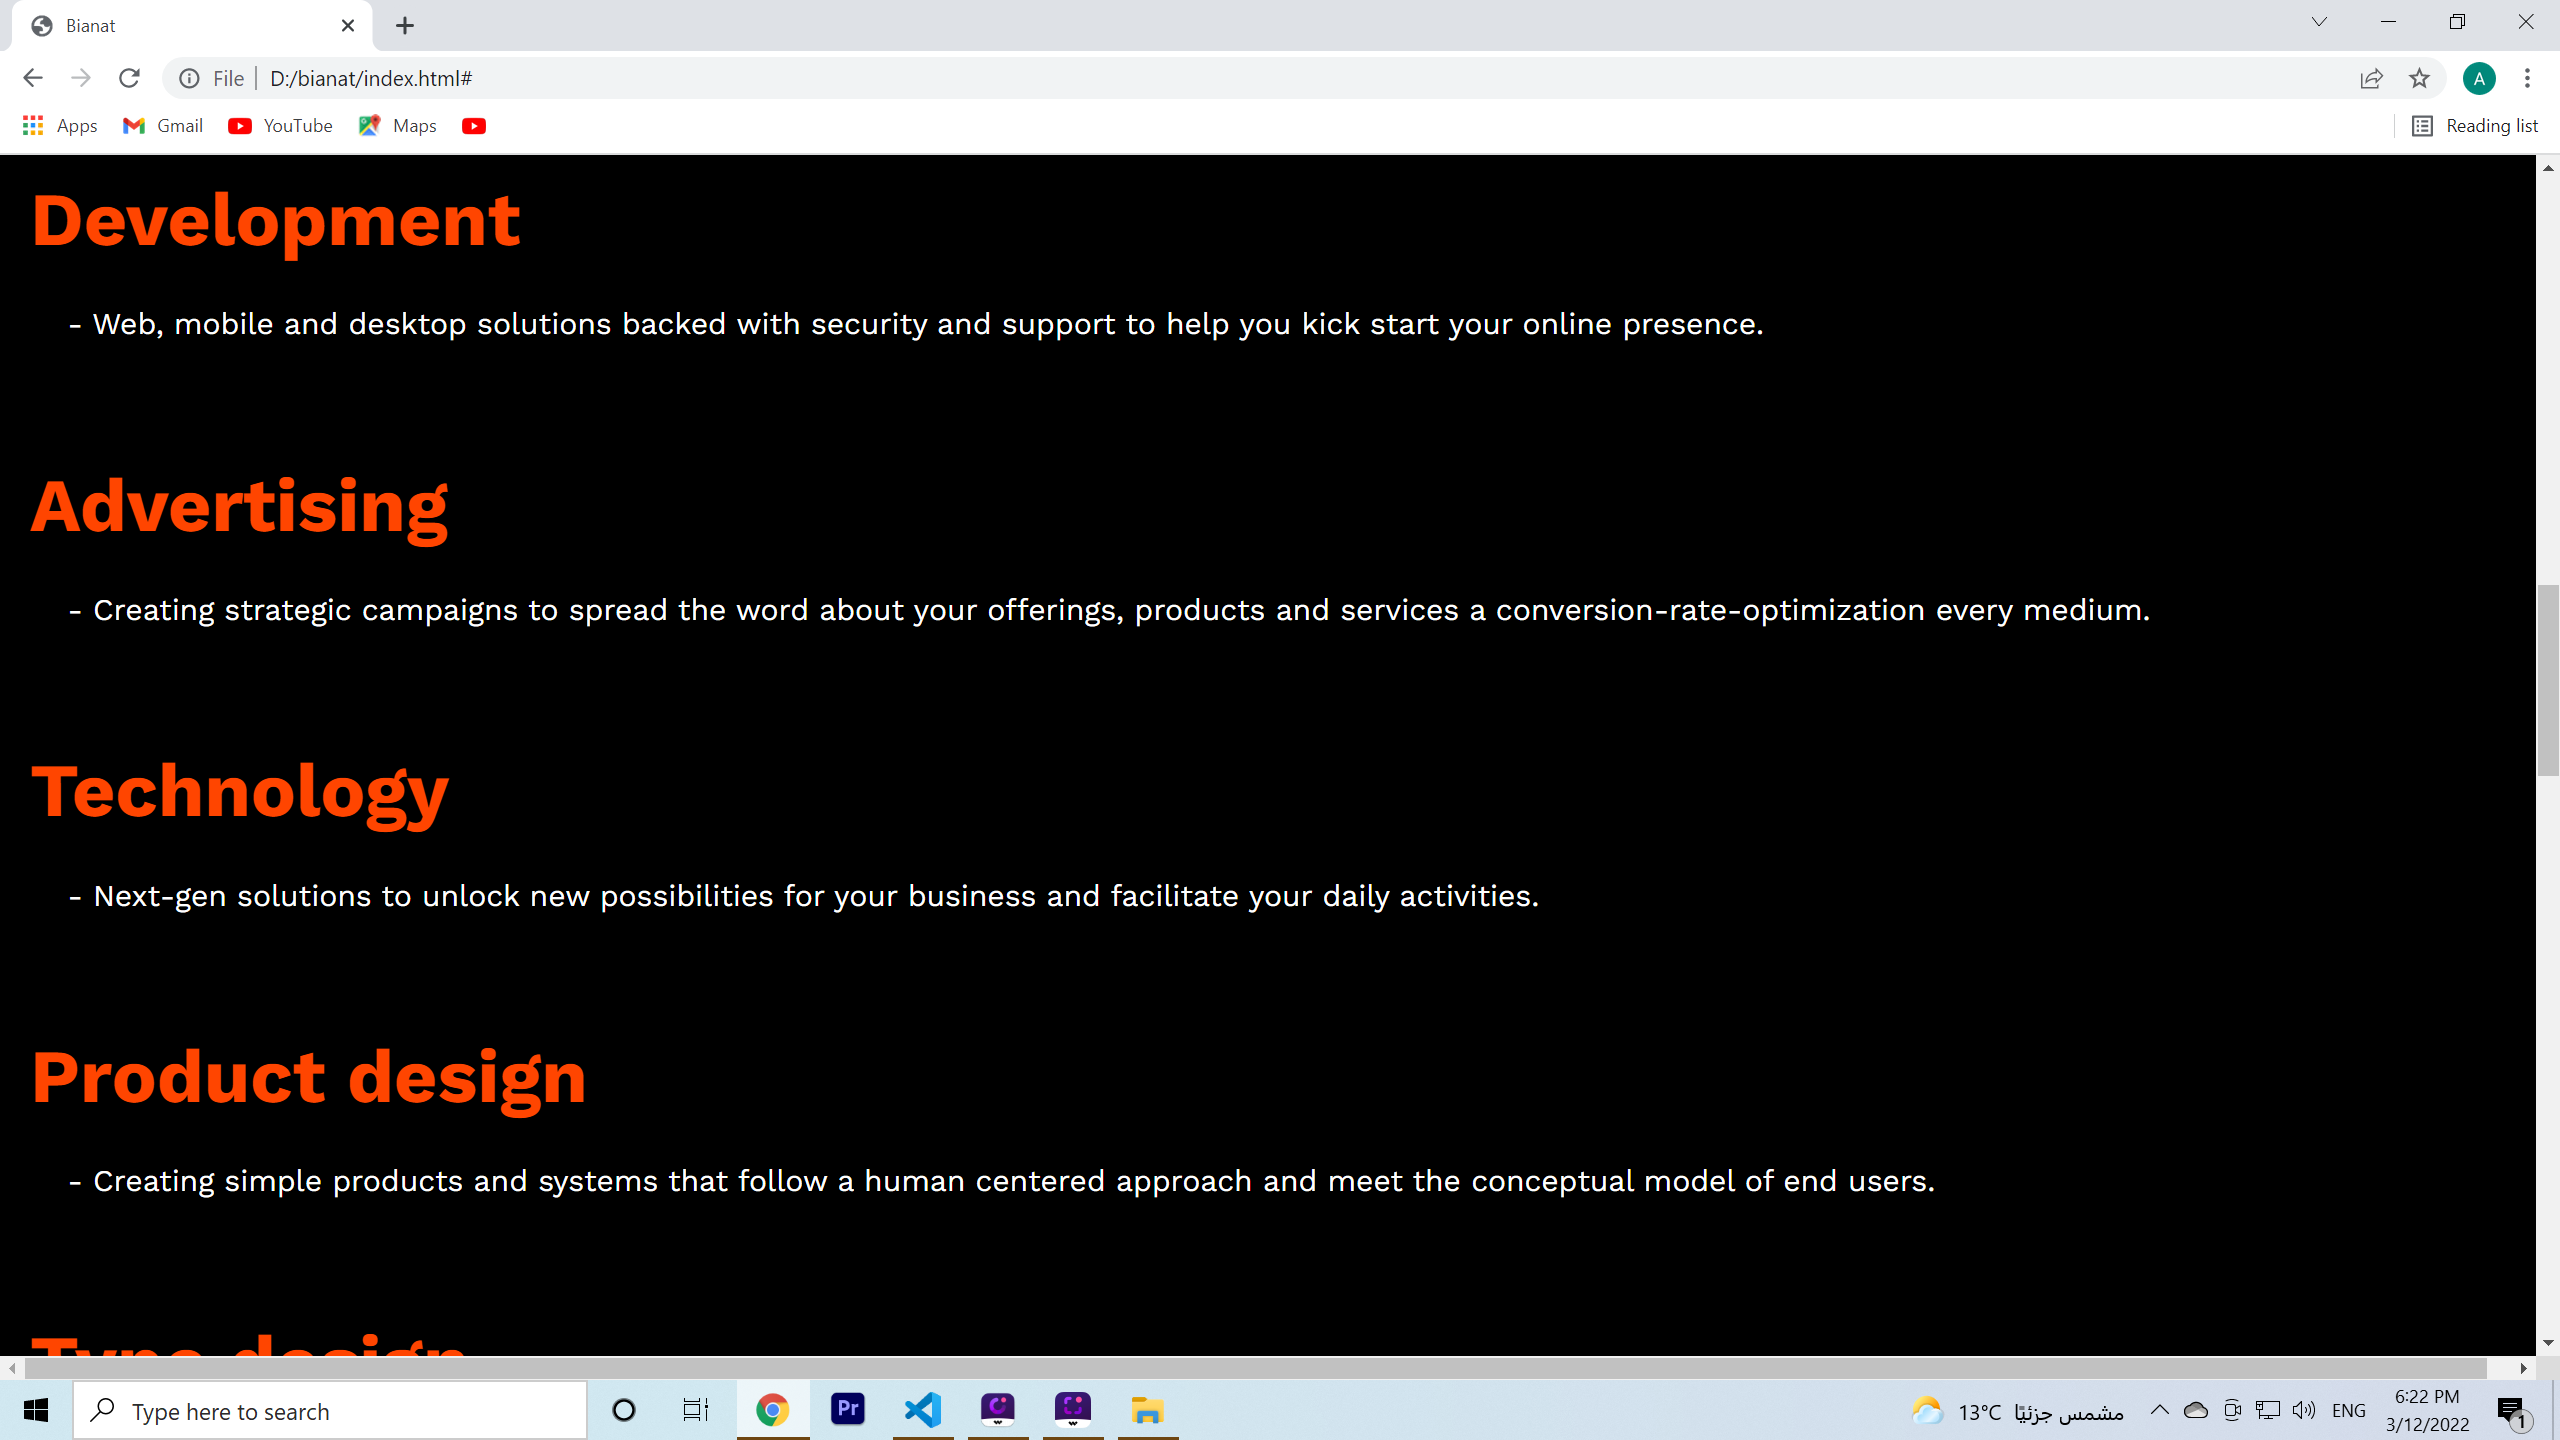 Bianat
File
D:/bianat/index.html#
A
Apps
Gmail
YouTube
Maps
Reading list
Development
- Web, mobile and desktop solutions backed with security and support to help you kick start your online presence.
Advertising
- Creating strategic campaigns to spread the word about your offerings, products and services a conversion-rate-optimization every medium.
Technology
- Next-gen solutions to unlock new possibilities for your business and facilitate your daily activities.
Product design
- Creating simple products and systems that follow a human centered approach and meet the conceptual model of end users.
Type design
Type here to search
Pr
13°C مشمس جزئيًا
ENG
6:22 PM
3/12/2022
1